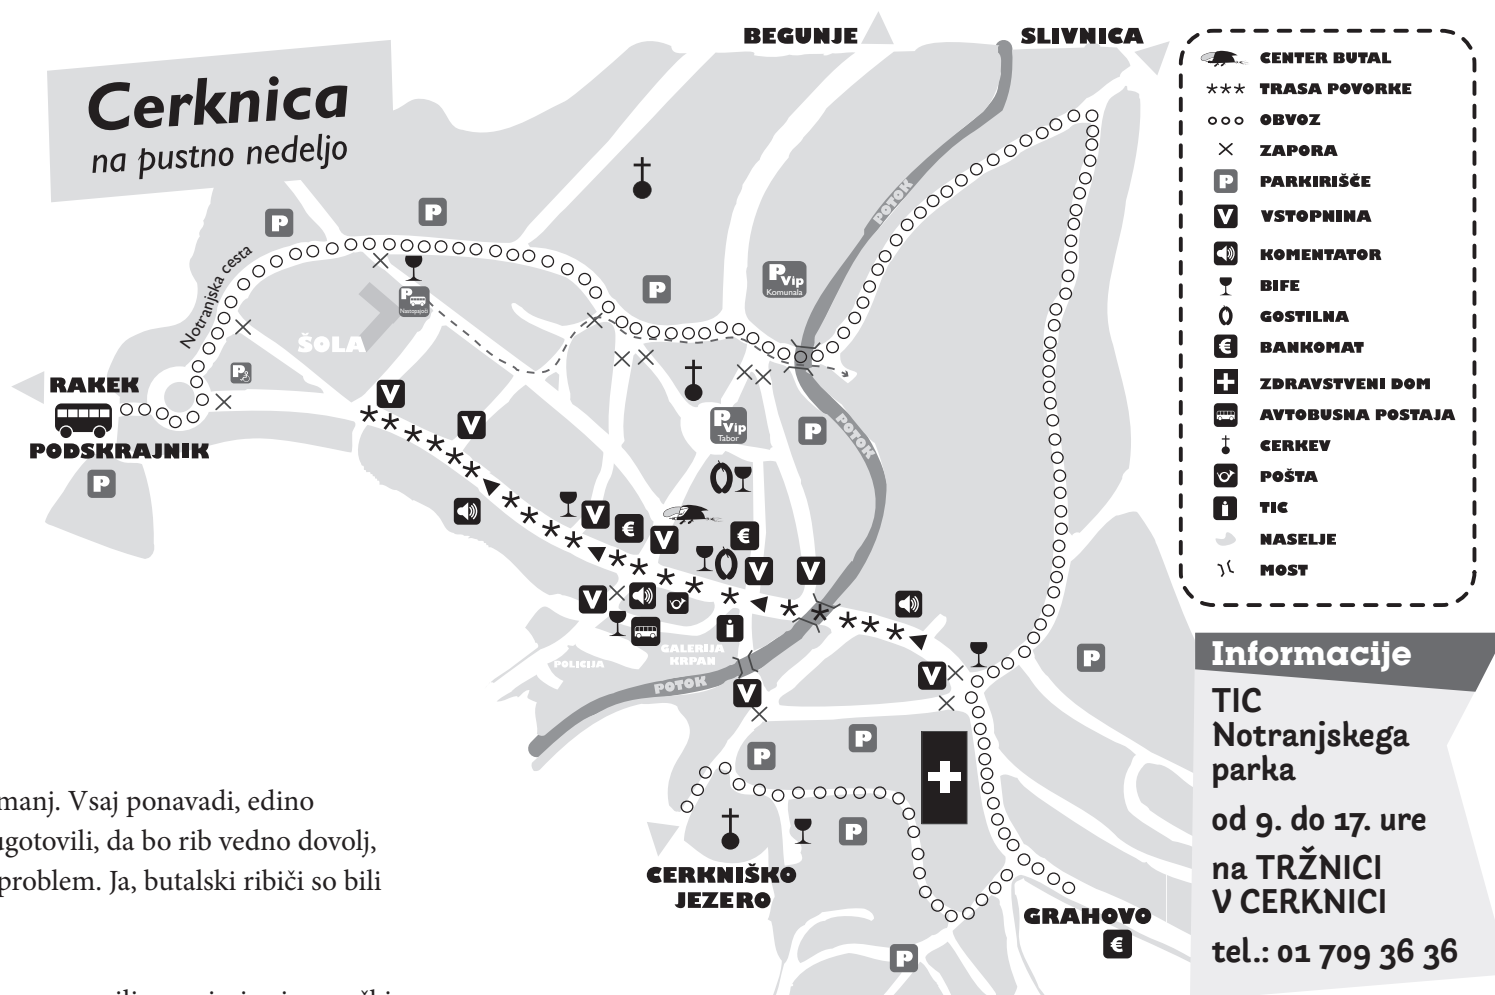 Cerknica
na pustno nedeljo
BEGUNJE
SLIVNICA
Notranjska cesta
ŠOLA
P
P
P
P
Nastopajoči
P
P Vip
Komunala
POTOK
RAKEK
PODSKRAJNIK
P
P Vip
Tabor
P
POTOK
V
V
V
€
V
€
V
V
V
i
POLICIJA
GALERIJA
KRPAN
POTOK
V
V
P
P
P
P
CERKNIŠKO
JEZERO
GRAHOVO
€
P
CENTER BUTAL
*** TRASA POVORKE
OBVOZ
ZAPORA
P PARKIRIŠČE
V VSTOPNINA
KOMENTATOR
BIFE
GOSTILNA
€ BANKOMAT
ZDRAVSTVENI DOM
AVTOBUSNA POSTAJA
CERKEV
POŠTA
i TIC
NASELJE
MOST
Informacije
TIC
Notranjskega
parka
od 9. do 17. ure
na TRŽNICI
V CERKNICI
tel.: 01 709 36 36
manj. Vsaj ponavadi, edino
ugotovili, da bo rib vedno dovolj,
problem. Ja, butalski ribiči so bili